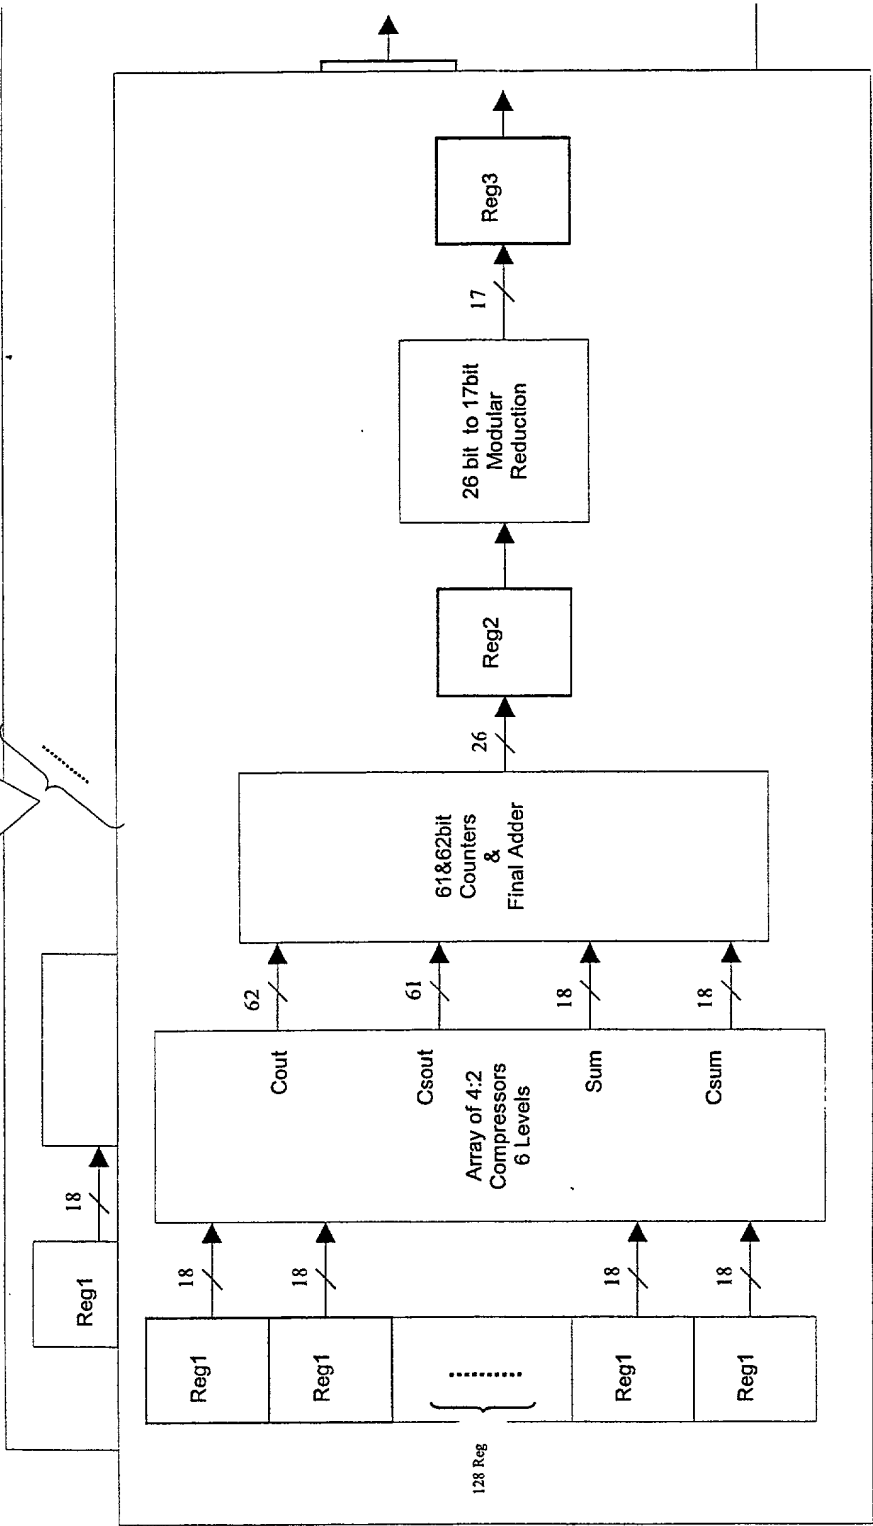 Reg1
18
128 Reg
Reg1
Reg1
Reg1
Reg1
18
18
18
18
Array of 4:2
Compressors
6 Levels
Cout
Csout
Sum
Csum
62
61
18
18
61&62bit
Counters
&
Final Adder
26
Reg2
26 bit to 17bit
Modular
Reduction
17
Reg3